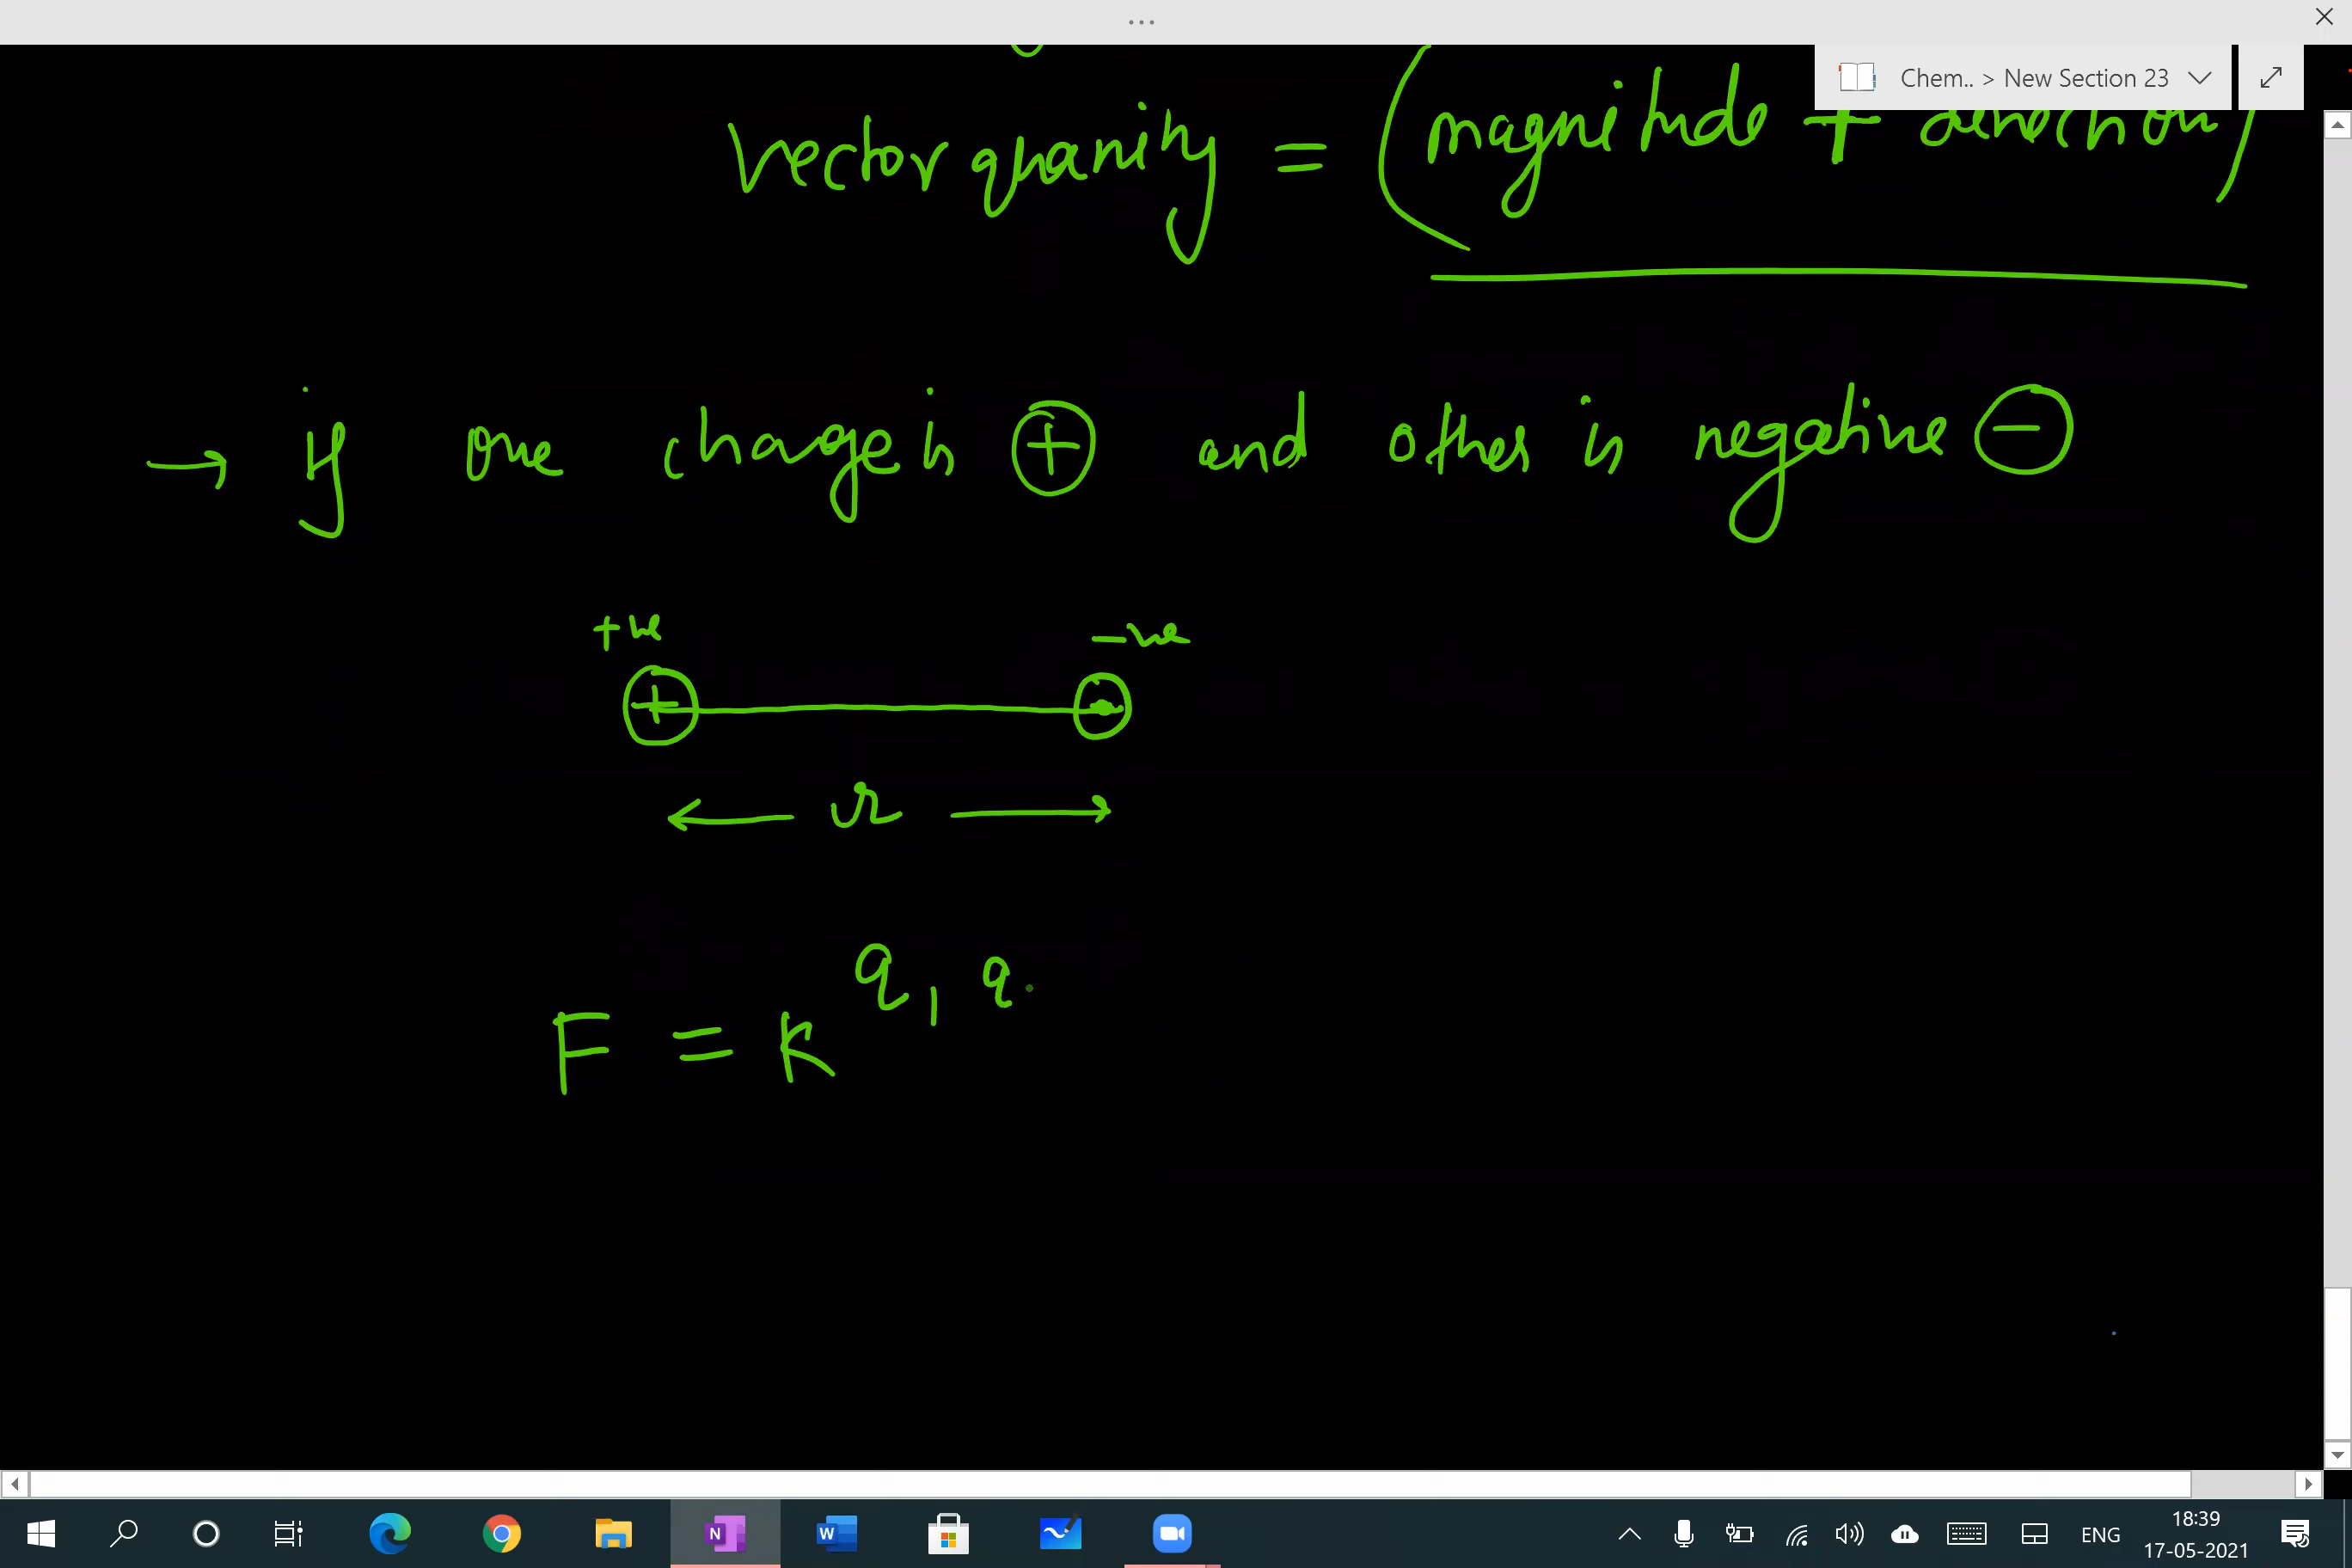 ...
Chem.. > New Section 23
vector quanity = (magnitude + direction)
→ if one charge is ⊕ and other is negative ⊖
+ve -ve
+ -
← r →
F = K q1 q
N W
ENG 18:39
17-05-2021